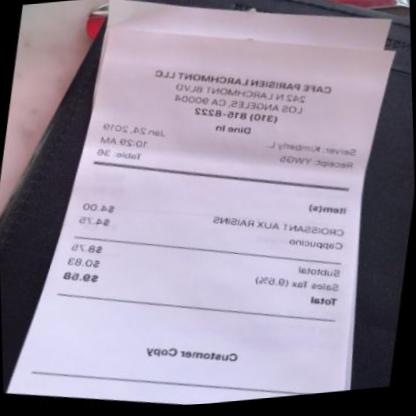 CAFE PARISIEN LARCHMONT LLC
242 N LARCHMONT BLVD
LOS ANGELES, CA 90004
(310) 815-8222
Dine In
Server: Kimberly L. Jan 24, 2019
Receipt: YWG5 10:29 AM
Table: 36
Item(s)
CROISSANT AUX RAISINS $4.00
Cappucino $4.75
Subtotal $8.75
Sales Tax (9.5%) $0.83
Total $9.58
Customer Copy